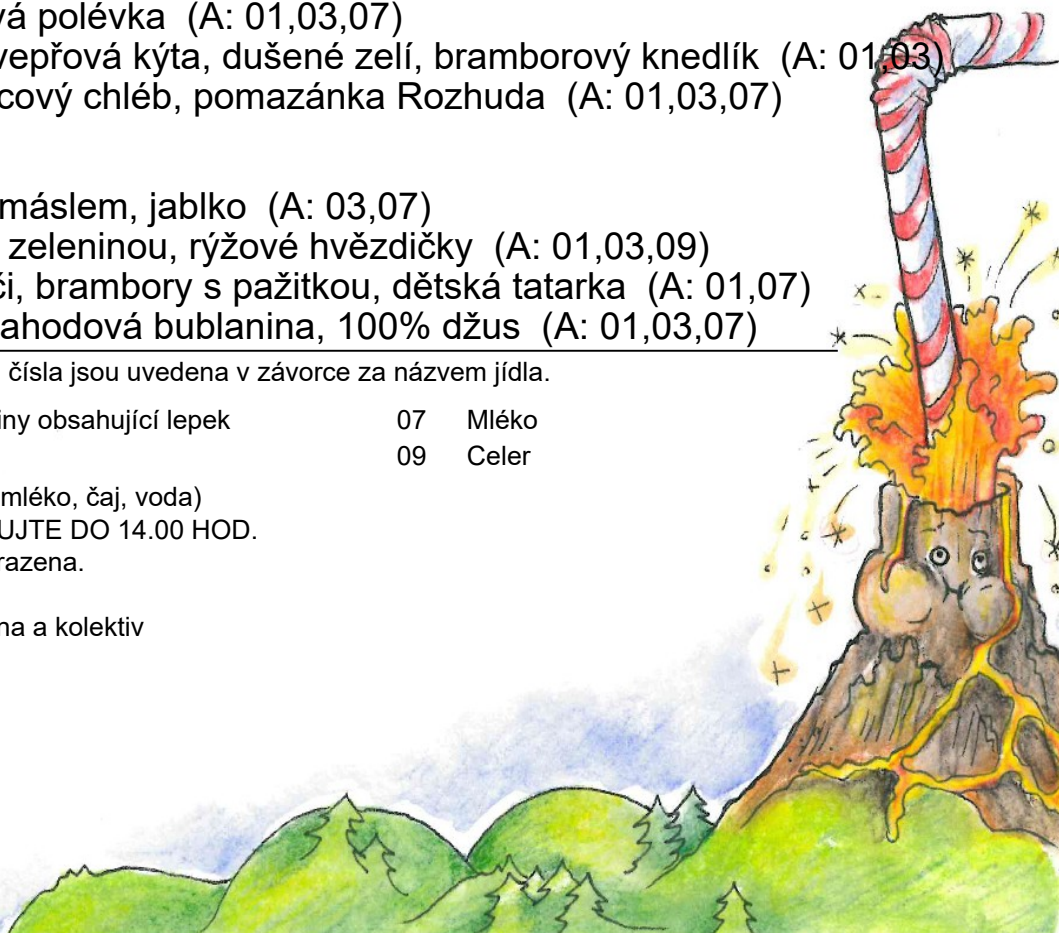 vá polévka (A: 01,03,07)
vepřová kýta, dušené zelí, bramborový knedlík (A: 01,03)
cový chléb, pomazánka Rozhuda (A: 01,03,07)
máslem, jablko (A: 03,07)
zeleninou, rýžové hvězdičky (A: 01,03,09)
či, brambory s pažitkou, dětská tatarka (A: 01,07)
ahodová bublanina, 100% džus (A: 01,03,07)
čísla jsou uvedena v závorce za názvem jídla.
iny obsahující lepek 07 Mléko
09 Celer
mléko, čaj, voda)
UJTE DO 14.00 HOD.
razena.
na a kolektiv